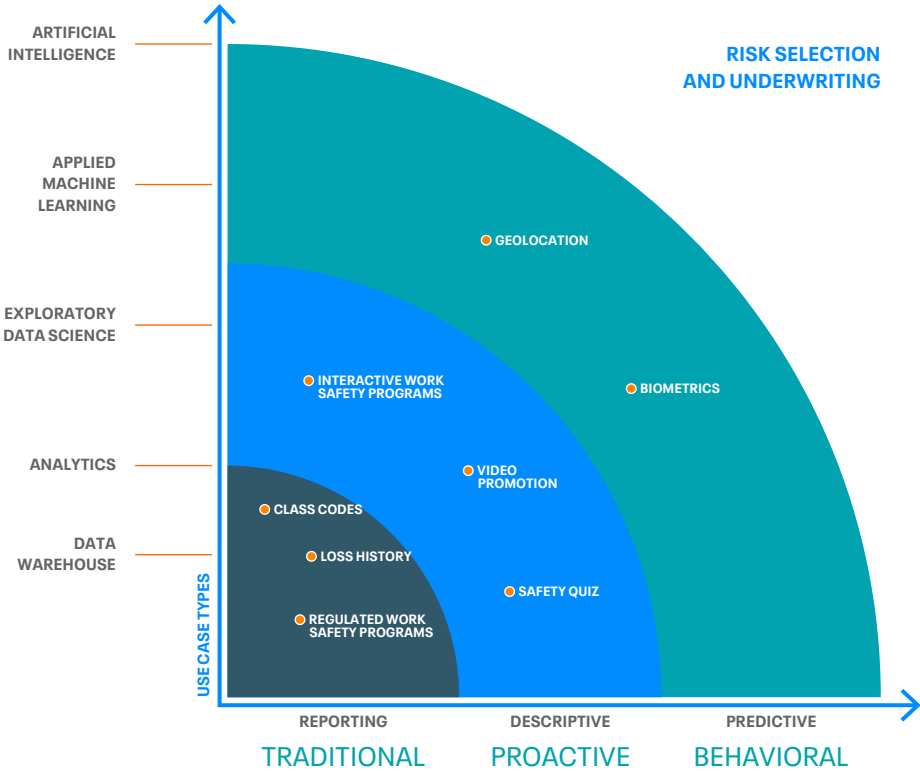 ARTIFICIAL
INTELLIGENCE
RISK SELECTION
AND UNDERWRITING
APPLIED
MACHINE
LEARNING
GEOLOCATION
EXPLORATORY
DATA SCIENCE
INTERACTIVE WORK
SAFETY PROGRAMS
BIOMETRICS
ANALYTICS
VIDEO
PROMOTION
CLASS CODES
DATA
WAREHOUSE
LOSS HISTORY
SAFETY QUIZ
REGULATED WORK
SAFETY PROGRAMS
USE CASE TYPES
REPORTING
DESCRIPTIVE
PREDICTIVE
TRADITIONAL
PROACTIVE
BEHAVIORAL